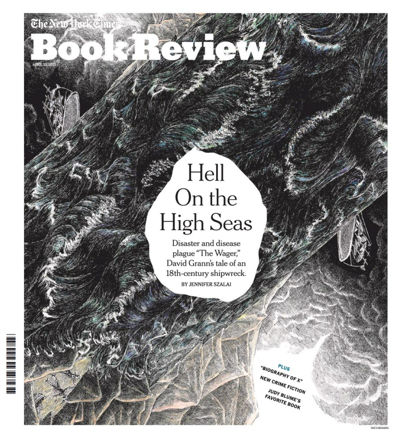 The New York Times
Book Review
Hell
On the
High Seas
Disaster and disease
plague “The Wager,”
David Grann’s tale of an
18th-century shipwreck.
BY JENNIFER SZALAI
PLUS
“BIOGRAPHY OF X”
NEW CRIME FICTION
JUDY BLUME’S
FAVORITE BOOK